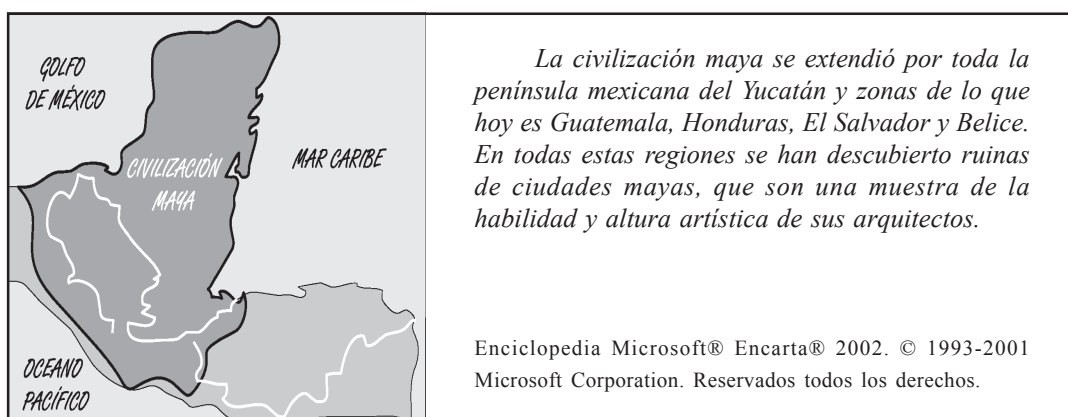 GOLFO
DE MÉXICO
CIVILIZACIÓN
MAYA
MAR CARIBE
OCEANO
PACÍFICO
La civilización maya se extendió por toda la
península mexicana del Yucatán y zonas de lo que
hoy es Guatemala, Honduras, El Salvador y Belice.
En todas estas regiones se han descubierto ruinas
de ciudades mayas, que son una muestra de la
habilidad y altura artística de sus arquitectos.
Enciclopedia Microsoft® Encarta® 2002. © 1993-2001
Microsoft Corporation. Reservados todos los derechos.